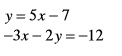 y = 5x − 7
−3x − 2y = −12